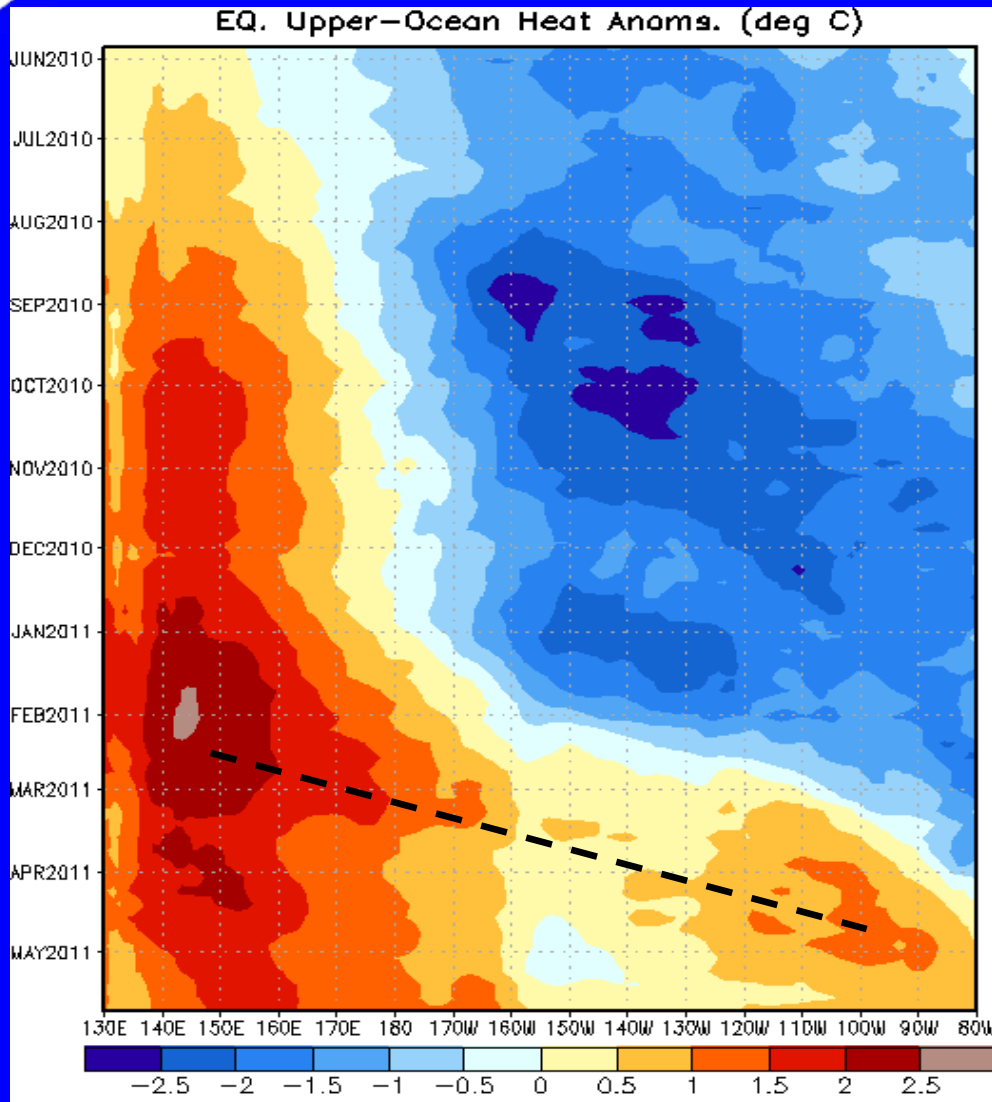 EQ. Upper-Ocean Heat Anoms. (deg C)
JUN2010
JUL2010
AUG2010
SEP2010
OCT2010
NOV2010
DEC2010
JAN2011
FEB2011
MAR2011
APR2011
MAY2011
130E 140E 150E 160E 170E 180 170W 160W 150W 140W 130W 120W 110W 100W 90W 80W
-2.5 -2 -1.5 -1 -0.5 0 0.5 1 1.5 2 2.5